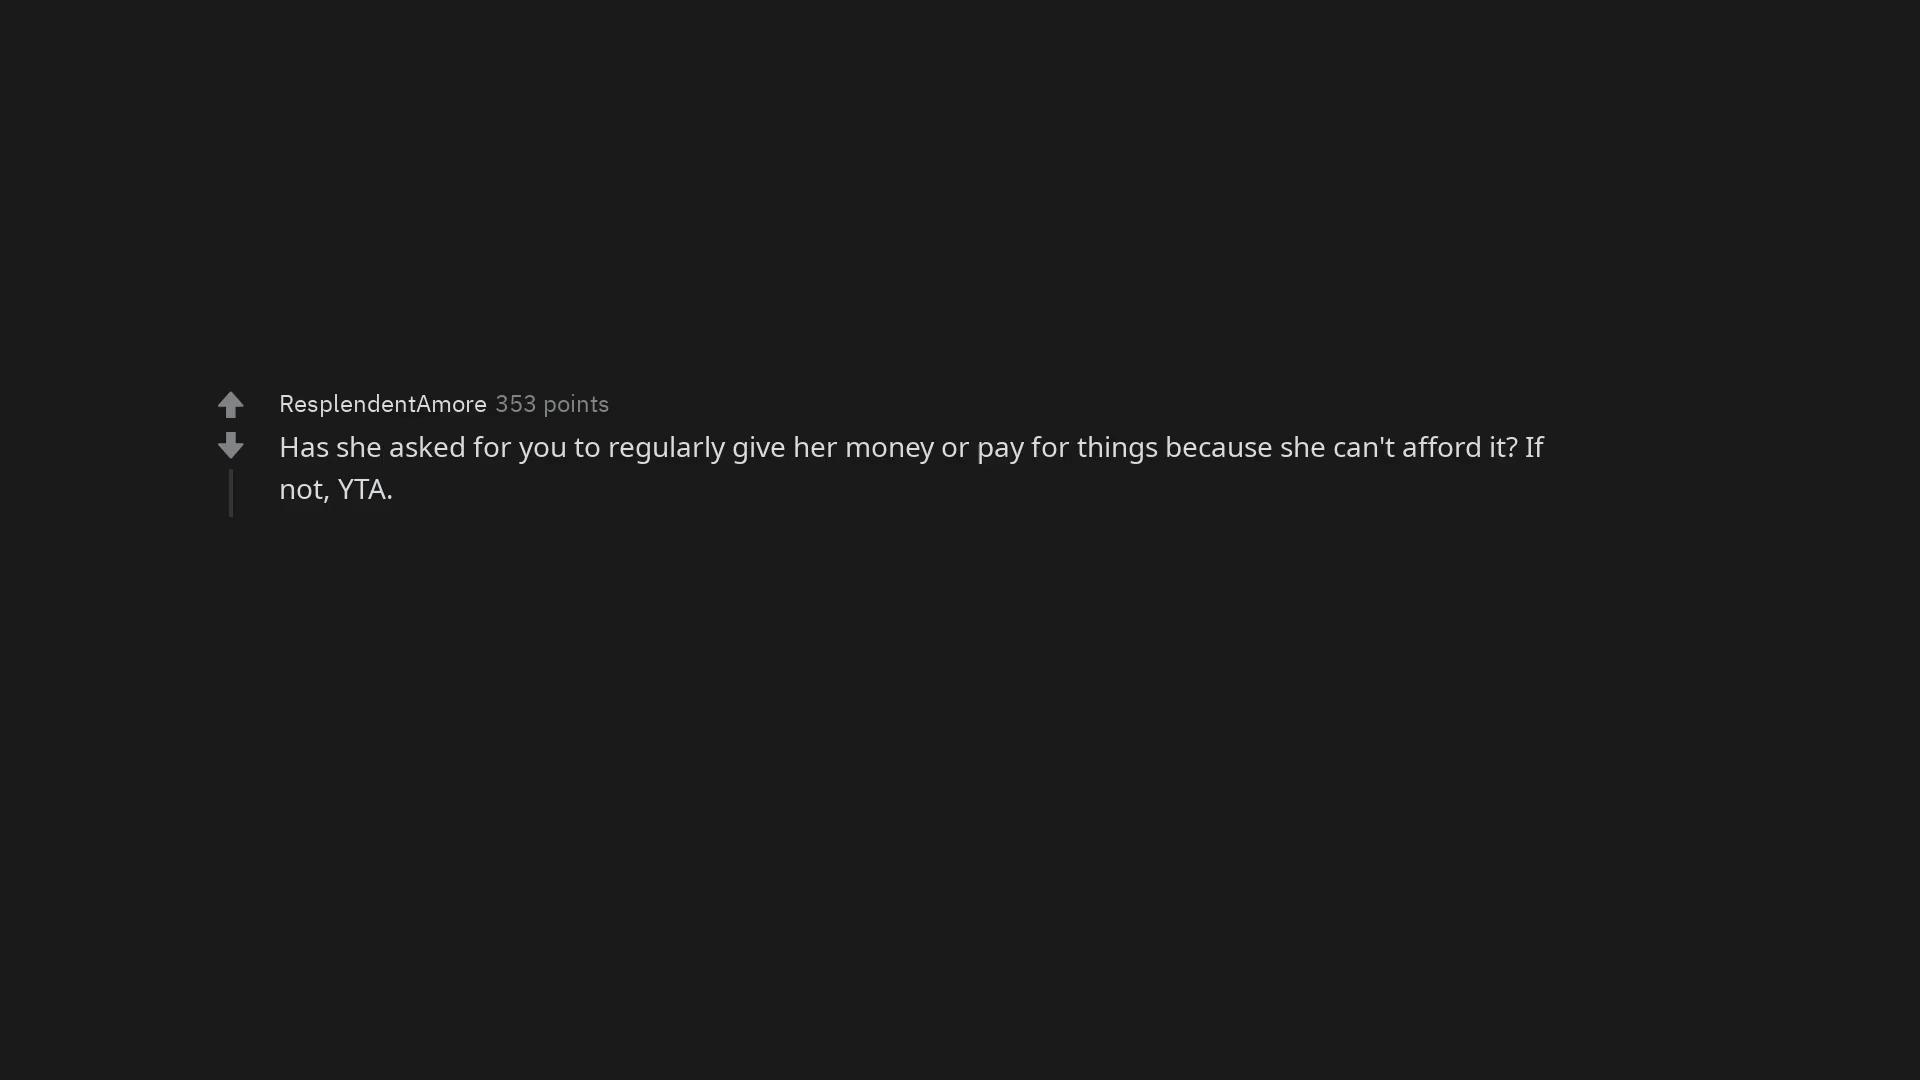 ResplendentAmore 353 points
Has she asked for you to regularly give her money or pay for things because she can't afford it? If
not, YTA.